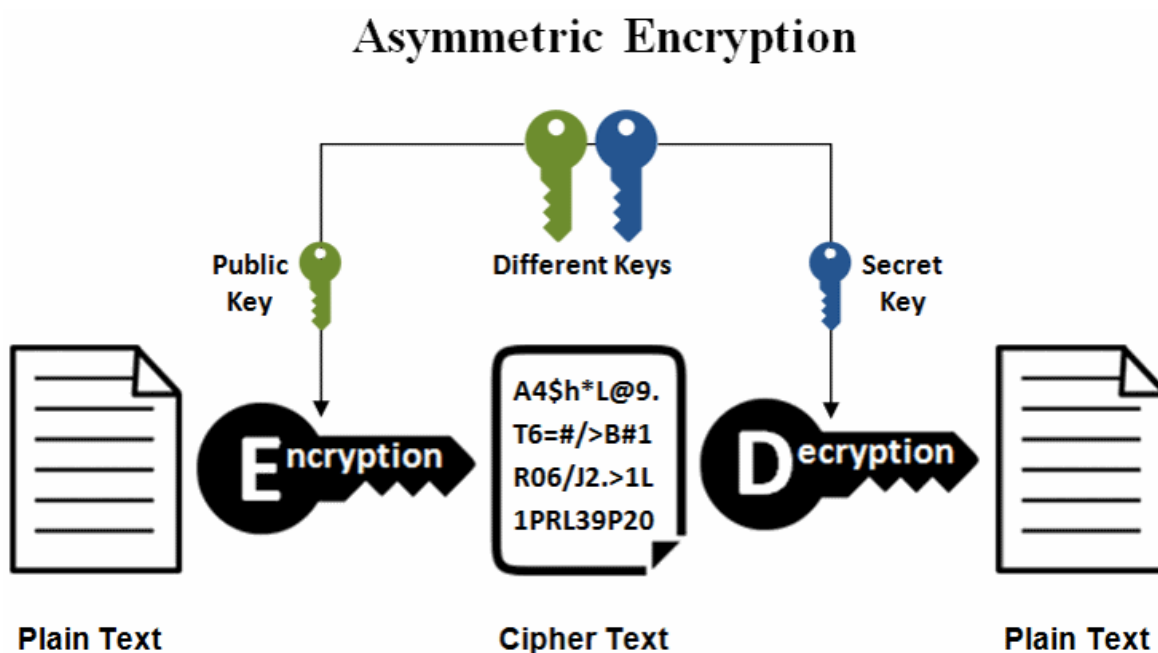 Asymmetric Encryption
Public
Key
Different Keys
Secret
Key
Encryption
A4$h*L@9.
T6=#/>B#1
R06/J2.>1L
1PRL39P20
Decryption
Plain Text
Cipher Text
Plain Text